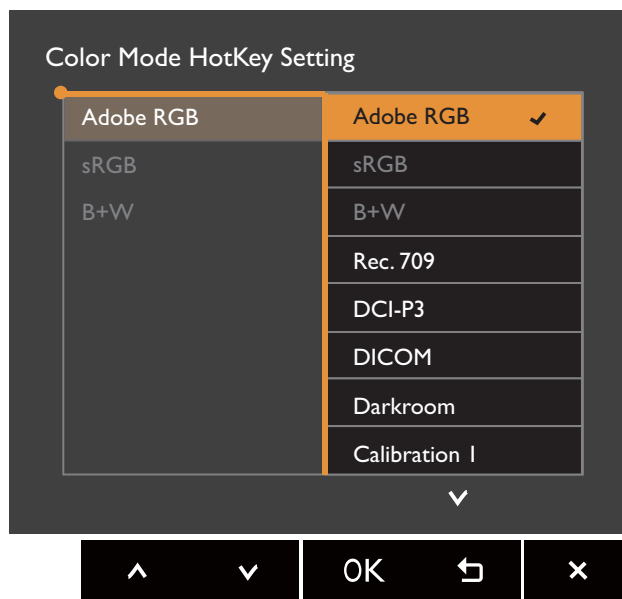 Color Mode HotKey Setting
Adobe RGB
sRGB
B+W
Adobe RGB
sRGB
B+W
Rec. 709
DCI-P3
DICOM
Darkroom
Calibration 1
OK